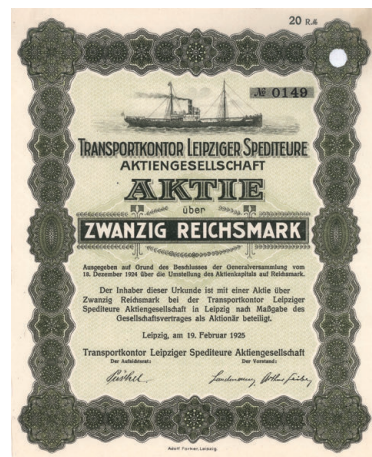 20 R.M
№ 0149
TRANSPORTKONTOR LEIPZIGER SPEDITEURE
AKTIENGESELLSCHAFT
AKTIE
über
ZWANZIG REICHSMARK
Ausgegeben auf Grund des Beschlusses der Generalversammlung vom
10. Dezember 1924 über die Umstellung des Aktienkapitals auf Reichsmark.
Der Inhaber dieser Urkunde ist mit einer Aktie über
Zwanzig Reichsmark bei der Transportkontor Leipziger
Spediteure Aktiengesellschaft in Leipzig nach Maßgabe des
Gesellschaftsvertrages als Aktionär beteiligt.
Leipzig, am 19. Februar 1925
Transportkontor Leipziger Spediteure Aktiengesellschaft
Der Aufsichtsrat: Der Vorstand:
Leipzig.